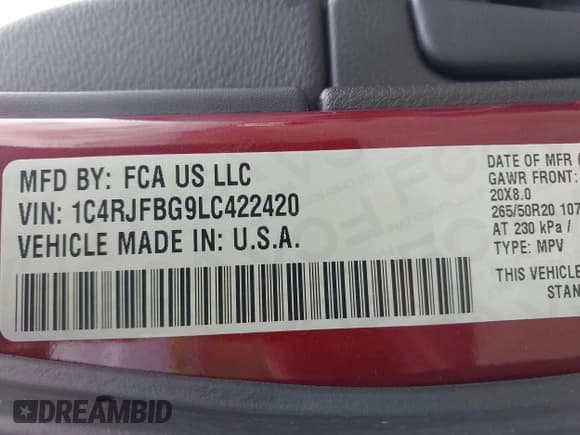 MFD BY: FCA US LLC
VIN: 1C4RJFBG9LC422420
VEHICLE MADE IN: U.S.A.
DATE OF MFR
GAWR FRONT:
20X8.0
265/50R20 107
AT 230 kPa /
TYPE: MPV
THIS VEHICLE
STAN
DREAMBID